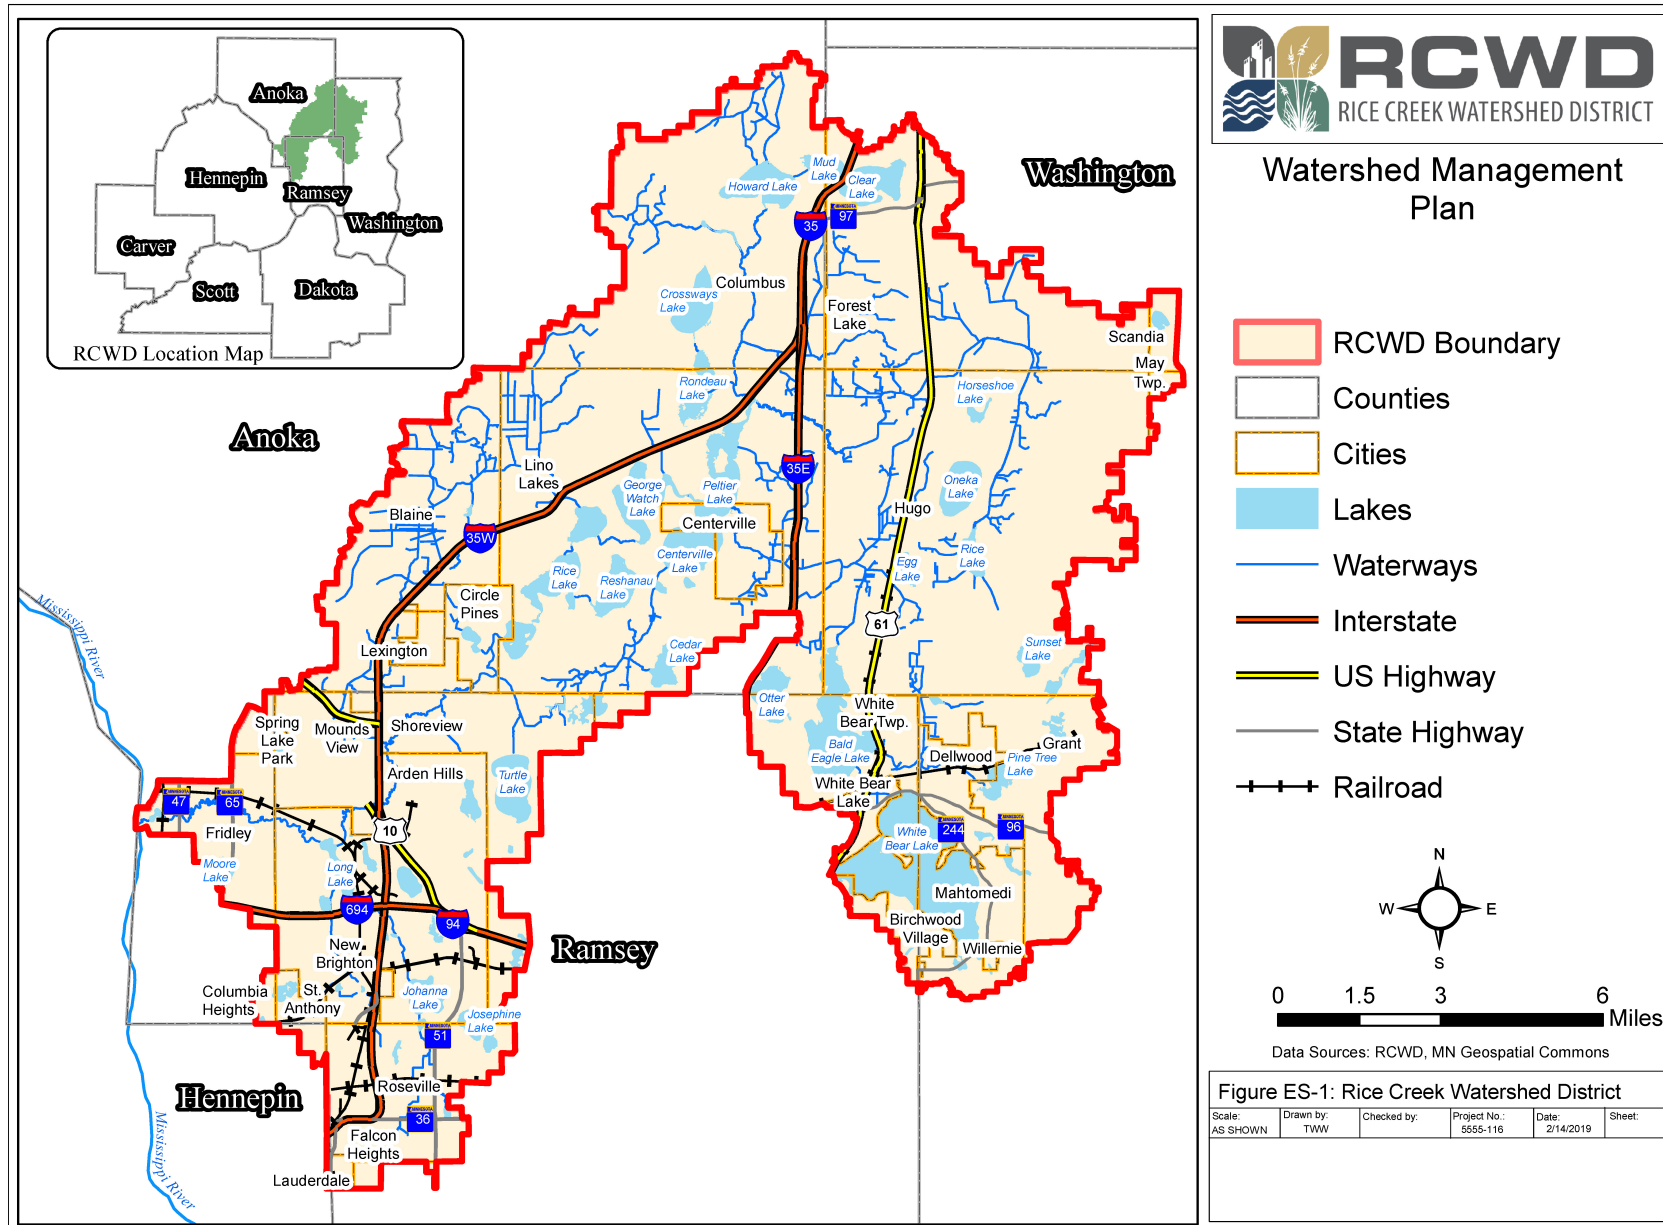 RCWD
RICE CREEK WATERSHED DISTRICT
Watershed Management
Plan
Anoka
Hennepin
Ramsey
Washington
Carver
Scott
Dakota
RCWD Location Map
Washington
Mud
Lake
Howard Lake
Clear
Lake
35
MINNESOTA
97
Columbus
Crossways
Lake
Forest
Lake
Scandia
May
Twp.
Rondeau
Lake
Horseshoe
Lake
Anoka
Lino
Lakes
35E
George
Watch
Lake
Peltier
Lake
Oneka
Lake
Blaine
Centerville
Hugo
35W
Centerville
Lake
Rice
Lake
Egg
Lake
Rice
Lake
Reshanau
Lake
Circle
Pines
61
Mississippi River
Lexington
Cedar
Lake
Sunset
Lake
Otter
Lake
White
Bear Twp.
Spring
Lake
Park
Mounds
View
Shoreview
Bald
Eagle Lake
Dellwood
Grant
Pine Tree
Lake
Arden Hills
Turtle
Lake
White Bear
Lake
MINNESOTA
47
MINNESOTA
65
Fridley
10
White
Bear Lake
MINNESOTA
244
MINNESOTA
96
Moore
Lake
Long
Lake
Mahtomedi
694
94
Birchwood
Village
Willernie
New
Brighton
Ramsey
Columbia
Heights
St.
Anthony
Johanna
Lake
Josephine
Lake
MINNESOTA
51
Hennepin
Roseville
MINNESOTA
36
Falcon
Heights
Lauderdale
Mississippi River
RCWD Boundary
Counties
Cities
Lakes
Waterways
Interstate
US Highway
State Highway
Railroad
N
W
E
S
0 1.5 3 6
Miles
Data Sources: RCWD, MN Geospatial Commons
Figure ES-1: Rice Creek Watershed District
Scale:
AS SHOWN
Drawn by:
TWW
Checked by:
Project No.:
5555-116
Date:
2/14/2019
Sheet: